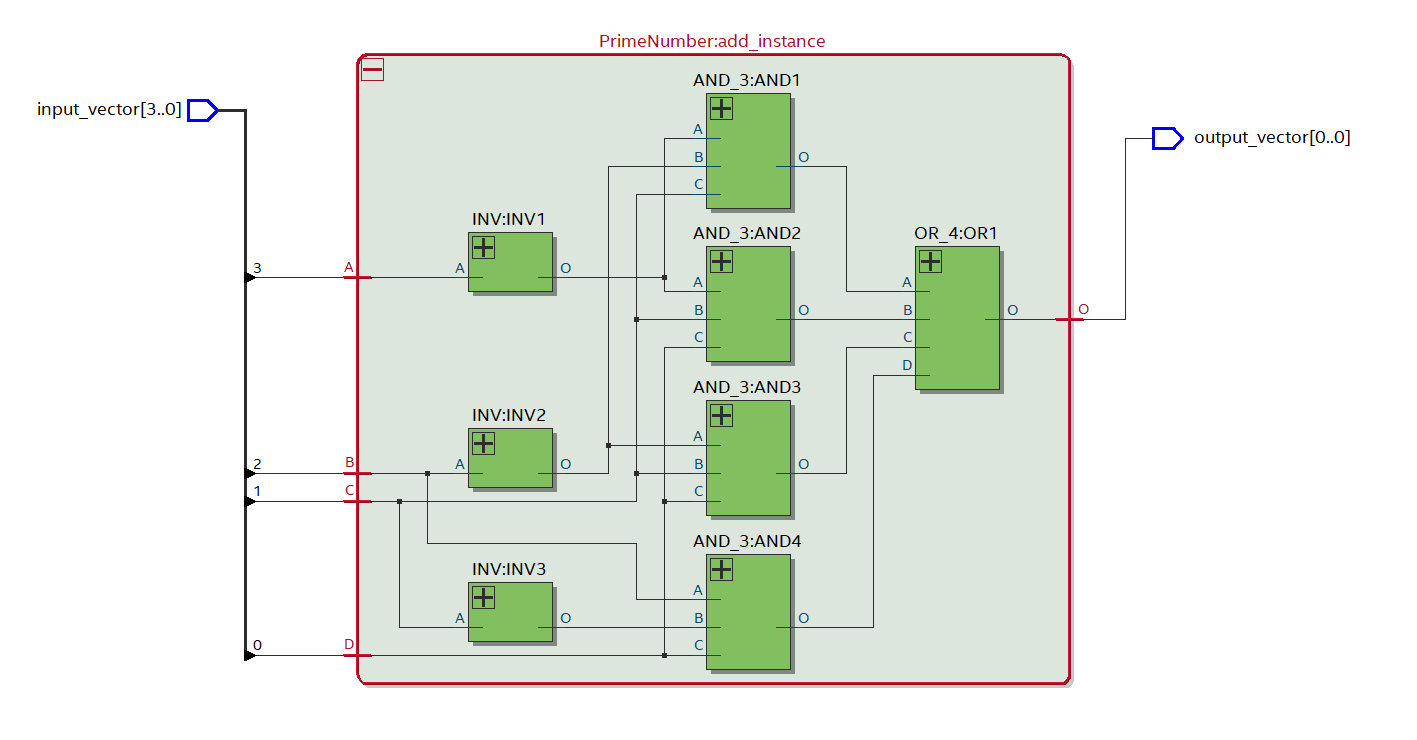 PrimeNumber:add_instance
input_vector[3..0]
output_vector[0..0]
AND_3:AND1
A
B
C
O
INV:INV1
A
O
3
A
AND_3:AND2
A
B
C
O
OR_4:OR1
A
B
C
D
O
O
AND_3:AND3
A
B
C
O
INV:INV2
A
O
2
B
1
C
AND_3:AND4
A
B
C
O
INV:INV3
A
O
0
D